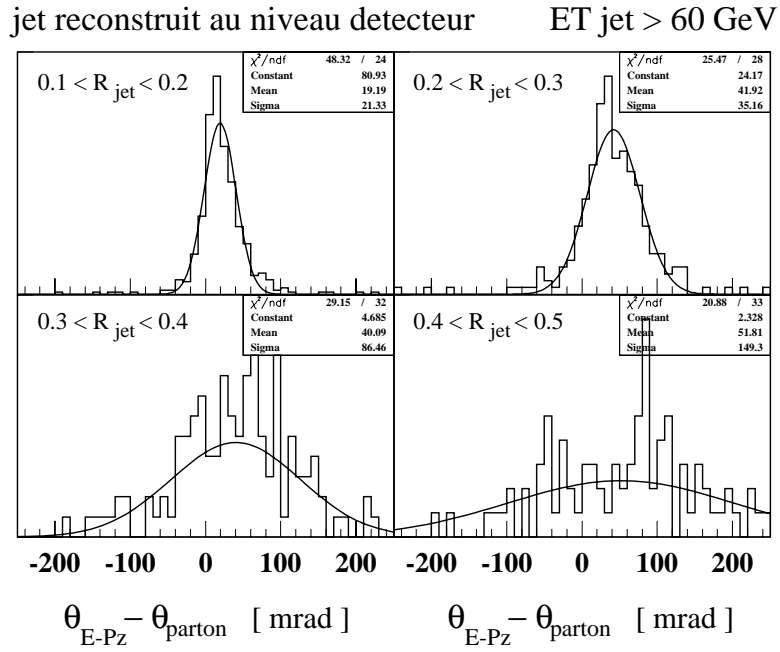 jet reconstruit au niveau detecteur ET jet > 60 GeV
0.1 < R jet < 0.2
χ²/ndf 48.32 / 24
Constant 80.93
Mean 19.19
Sigma 21.33
0.2 < R jet < 0.3
χ²/ndf 25.47 / 28
Constant 24.17
Mean 41.92
Sigma 35.16
0.3 < R jet < 0.4
χ²/ndf 29.15 / 32
Constant 4.685
Mean 40.09
Sigma 86.46
0.4 < R jet < 0.5
χ²/ndf 20.88 / 33
Constant 2.328
Mean 51.81
Sigma 149.3
-200 -100 0 100 200
-200 -100 0 100 200
θ E-Pz – θ parton [ mrad ]
θ E-Pz – θ parton [ mrad ]